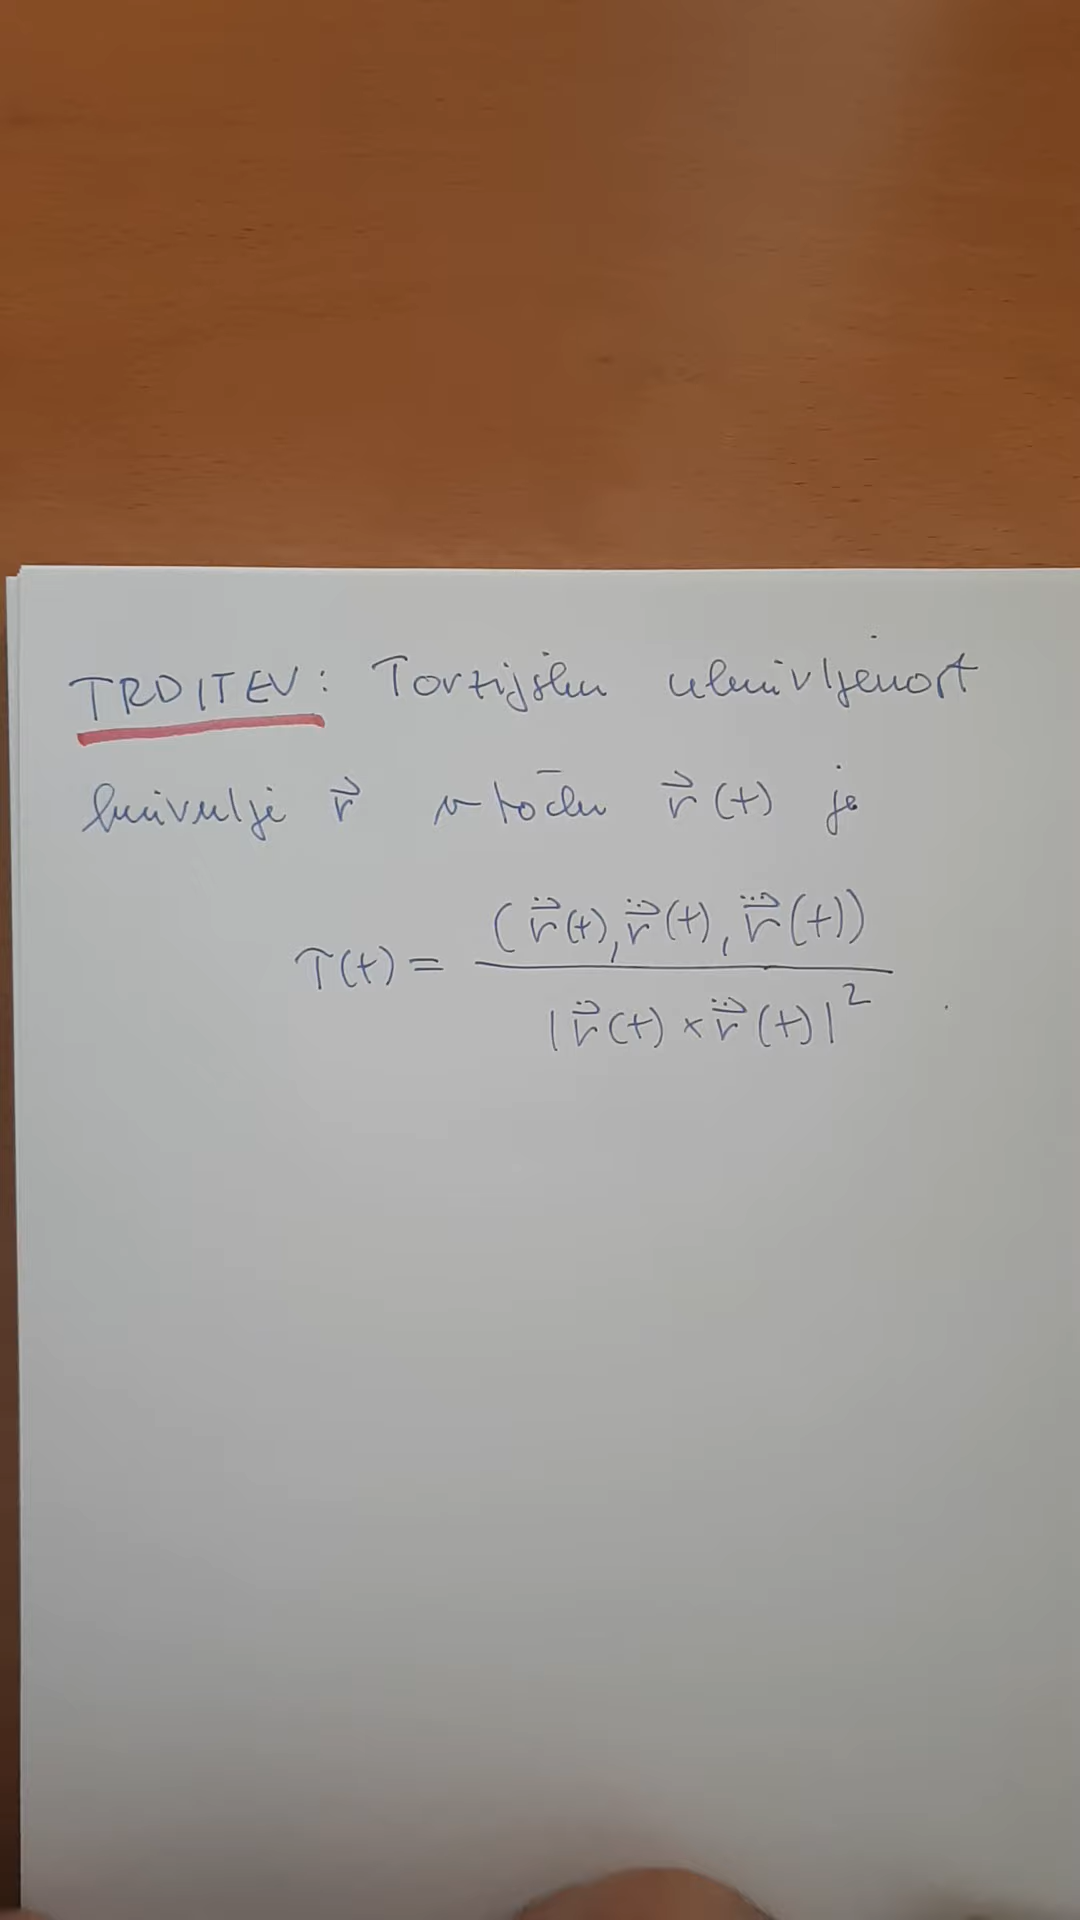 TRDITEV: Torzijska ukrivljenost
krivulje r⃗ v točki r⃗(t) je
τ(t) = (ṙ⃗(t), r̈⃗(t), r⃛⃗(t)) / |ṙ⃗(t) × r̈⃗(t)|² .